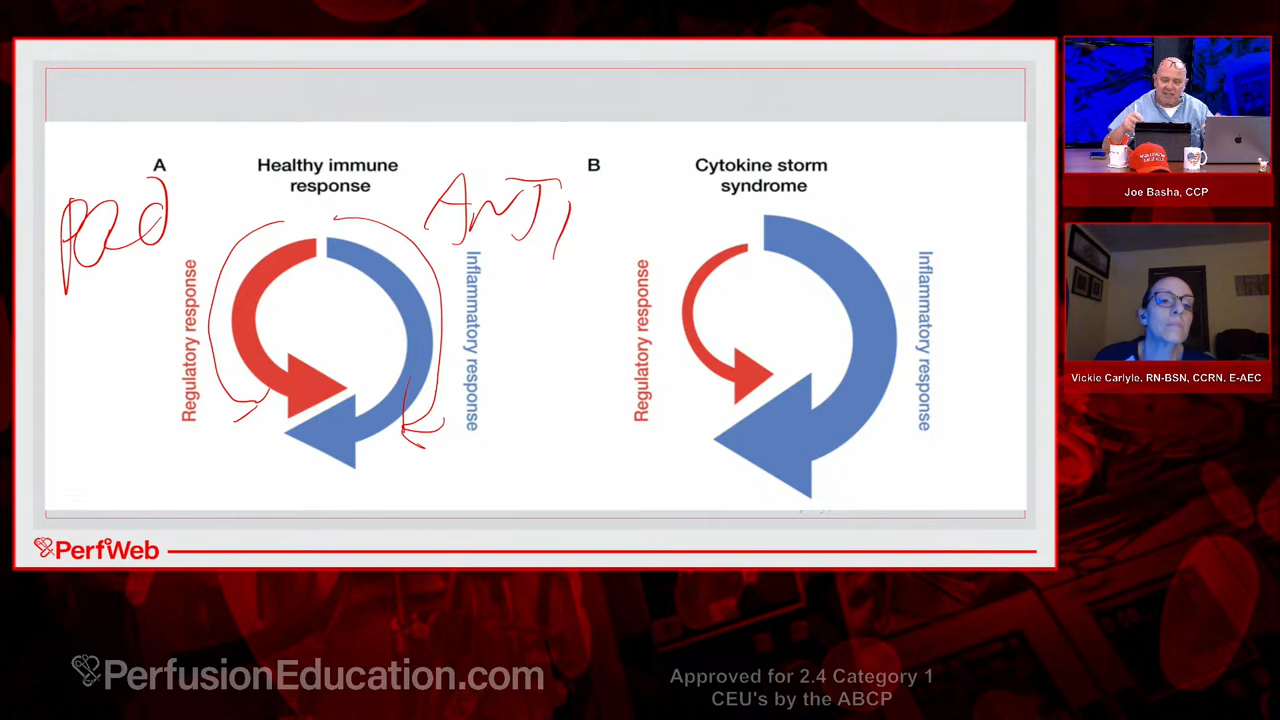 A
Healthy immune
response
B
Cytokine storm
syndrome
PRO
ANTI
Regulatory response
Inflammatory response
Regulatory response
Inflammatory response
PerfWeb
Joe Basha, CCP
Vickie Carlyle, RN-BSN, CCRN, E-AEC
PerfusionEducation.com
Approved for 2.4 Category 1
CEU's by the ABCP